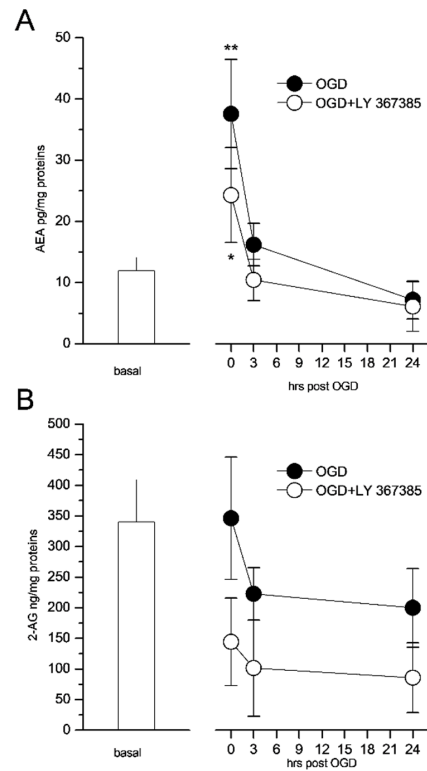 A
50
40
30
20
10
0
AEA pg/mg proteins
basal
**
*
OGD
OGD+LY 367385
0 3 6 9 12 15 18 21 24
hrs post OGD
B
500
450
400
350
300
250
200
150
100
50
0
2-AG ng/mg proteins
basal
OGD
OGD+LY 367385
0 3 6 9 12 15 18 21 24
hrs post OGD